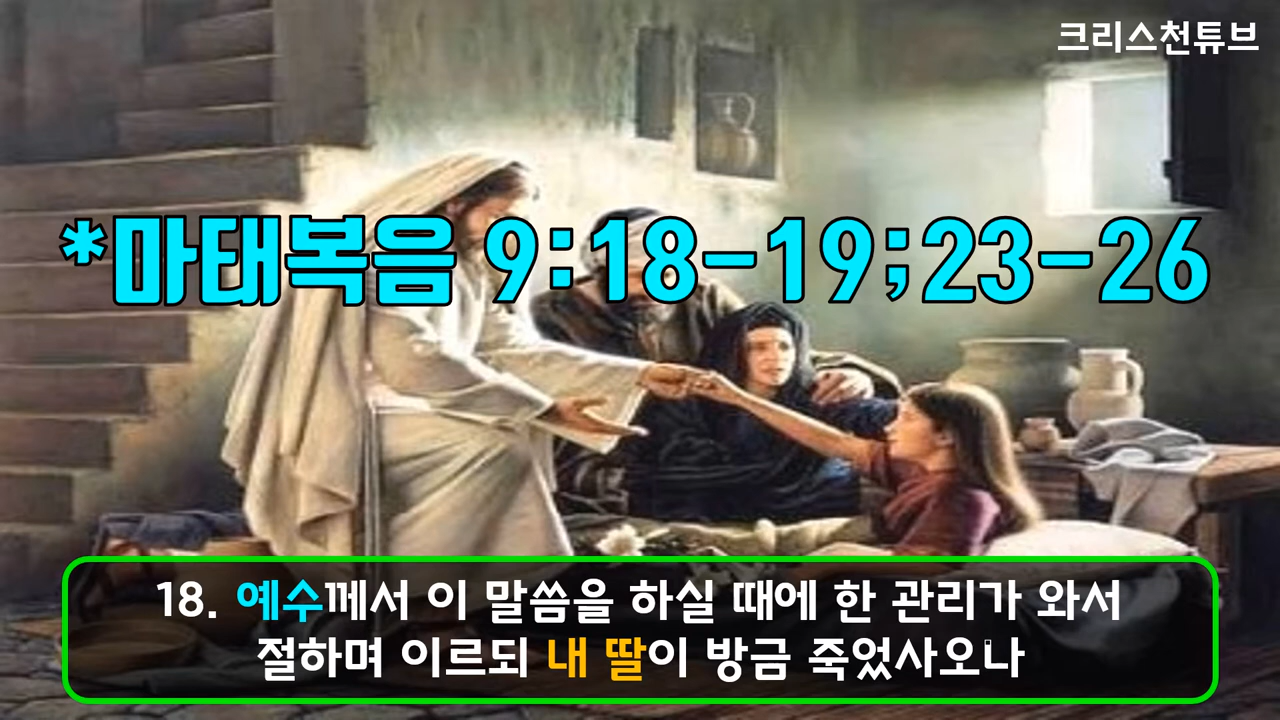 크리스천튜브
*마태복음 9:18-19;23-26
18. 예수께서 이 말씀을 하실 때에 한 관리가 와서
절하며 이르되 내 딸이 방금 죽었사오나